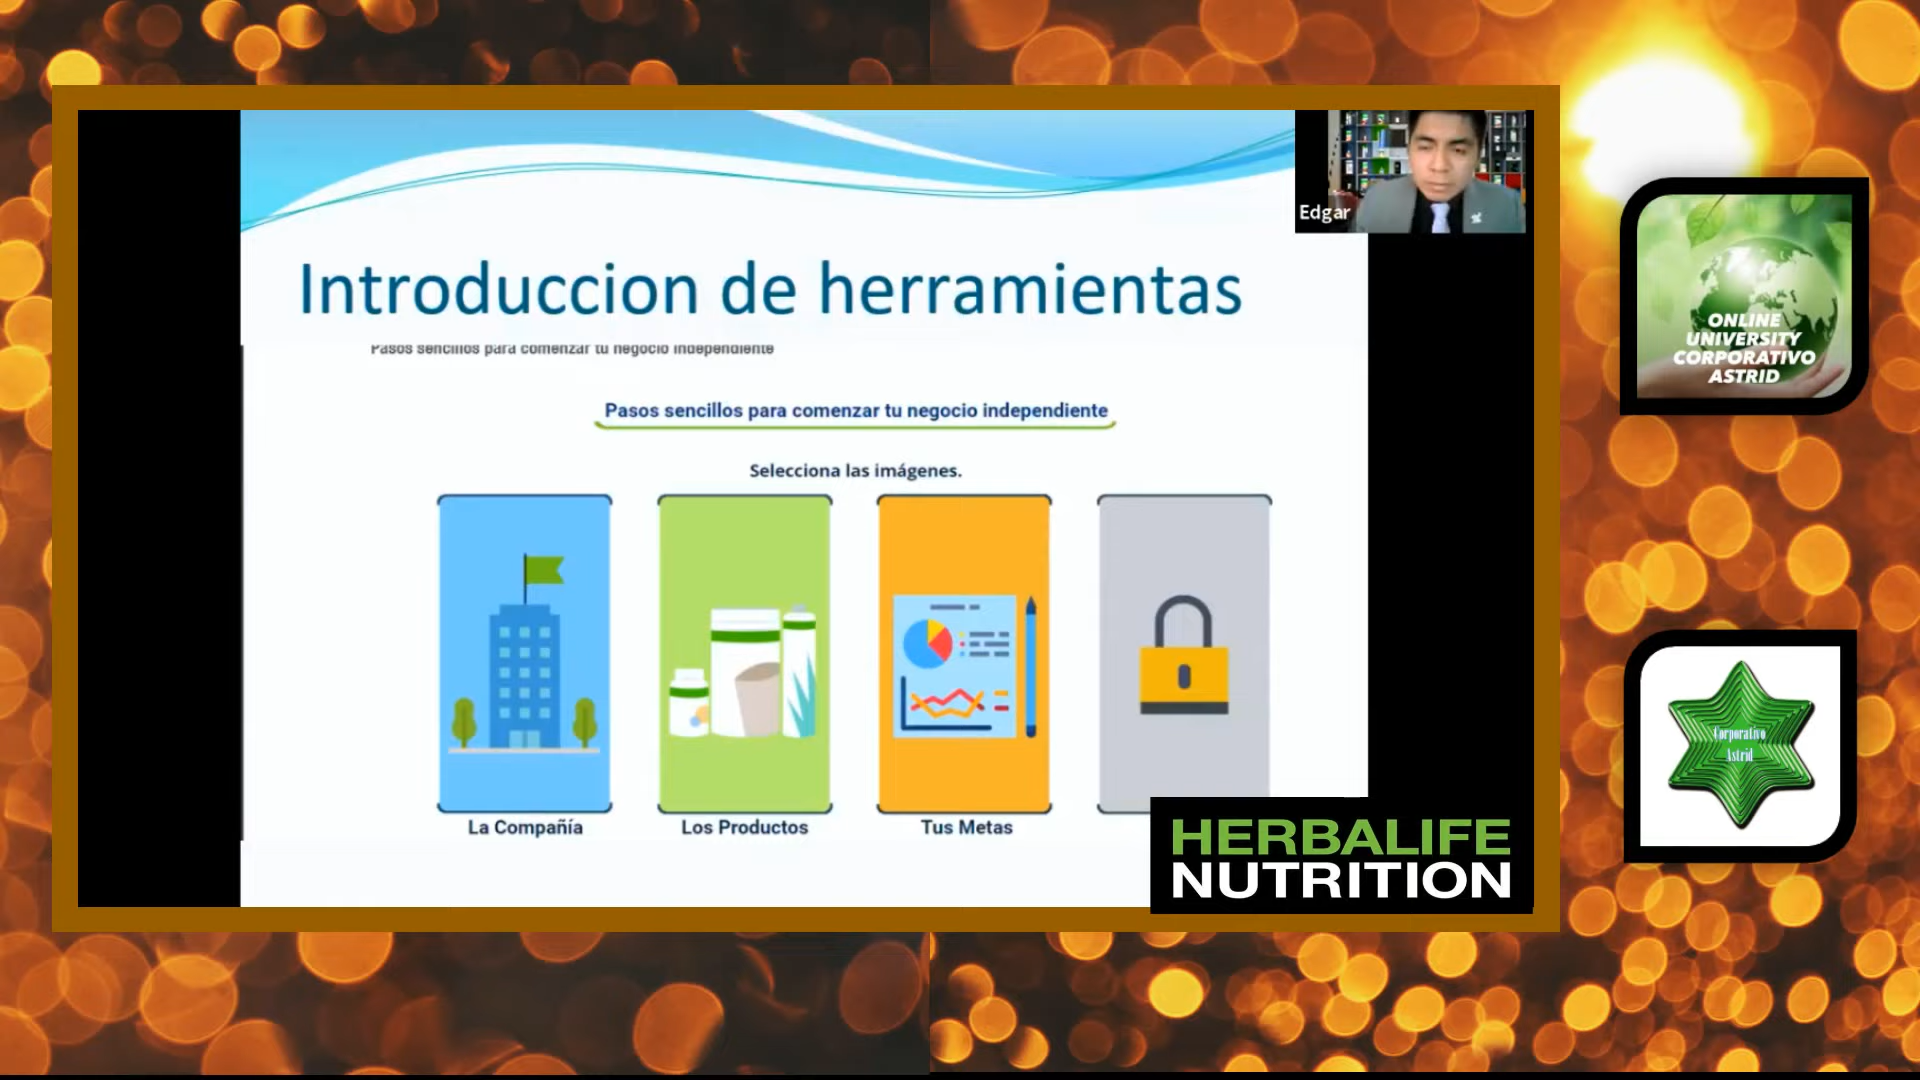 Edgar
Introduccion de herramientas
Pasos sencillos para comenzar tu negocio independiente
Pasos sencillos para comenzar tu negocio independiente
Selecciona las imágenes.
La Compañía
Los Productos
Tus Metas
HERBALIFE
NUTRITION
ONLINE
UNIVERSITY
CORPORATIVO
ASTRID
Corporativo
Astrid